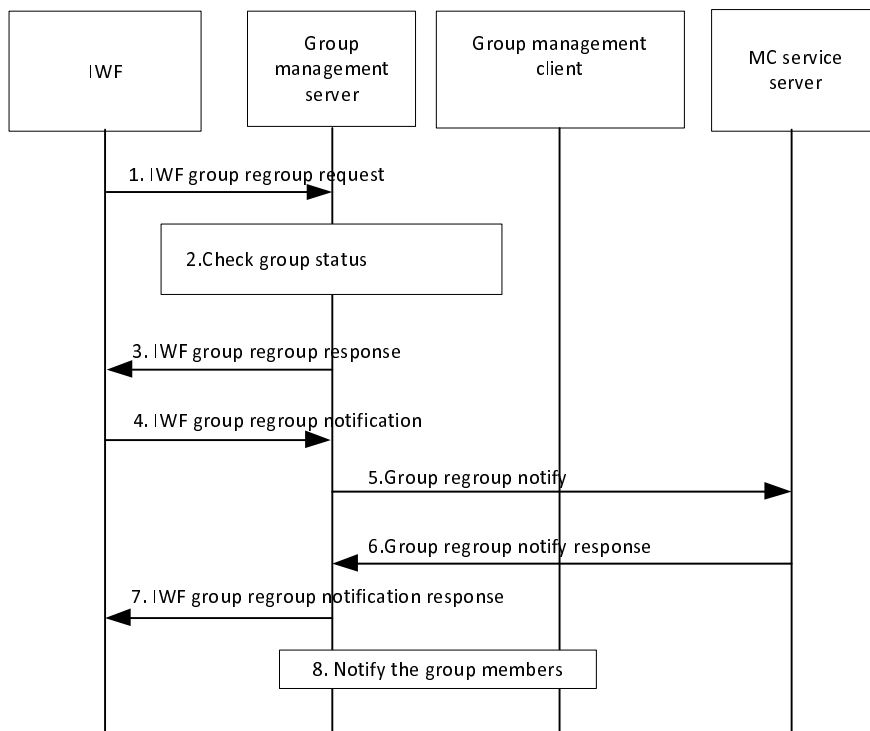 IWF
Group
management
server
Group management
client
MC service
server
1. IWF group regroup request
2.Check group status
3. IWF group regroup response
4. IWF group regroup notification
5.Group regroup notify
6.Group regroup notify response
7. IWF group regroup notification response
8. Notify the group members